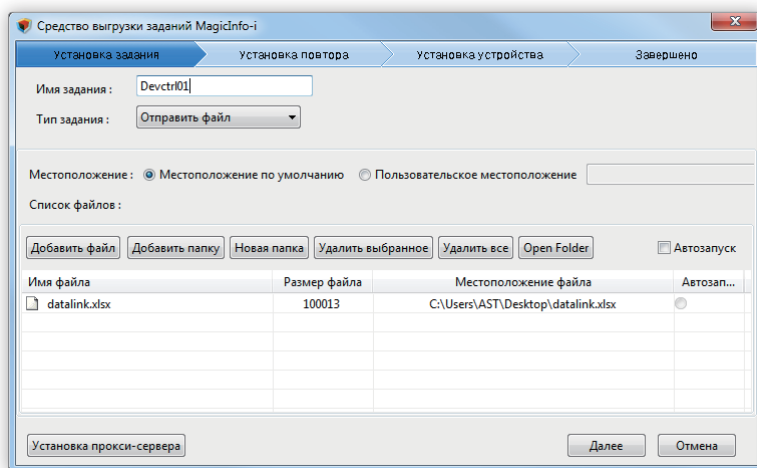 Средство выгрузки заданий MagicInfo-i
Установка задания Установка повтора Установка устройства Завершено
Имя задания : Devctrl01
Тип задания : Отправить файл
Местоположение : Местоположение по умолчанию Пользовательское местоположение
Список файлов :
Добавить файл Добавить папку Новая папка Удалить выбранное Удалить все Open Folder Автозапуск
Имя файла Размер файла Местоположение файла Автозап...
datalink.xlsx 100013 C:\Users\AST\Desktop\datalink.xlsx
Установка прокси-сервера Далее Отмена